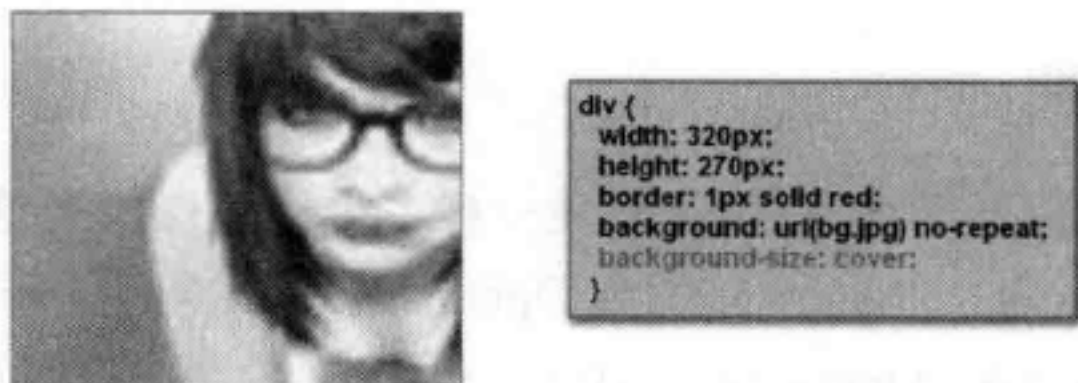 div {
width: 320px;
height: 270px;
border: 1px solid red;
background: url(bg.jpg) no-repeat;
background-size: cover;
}